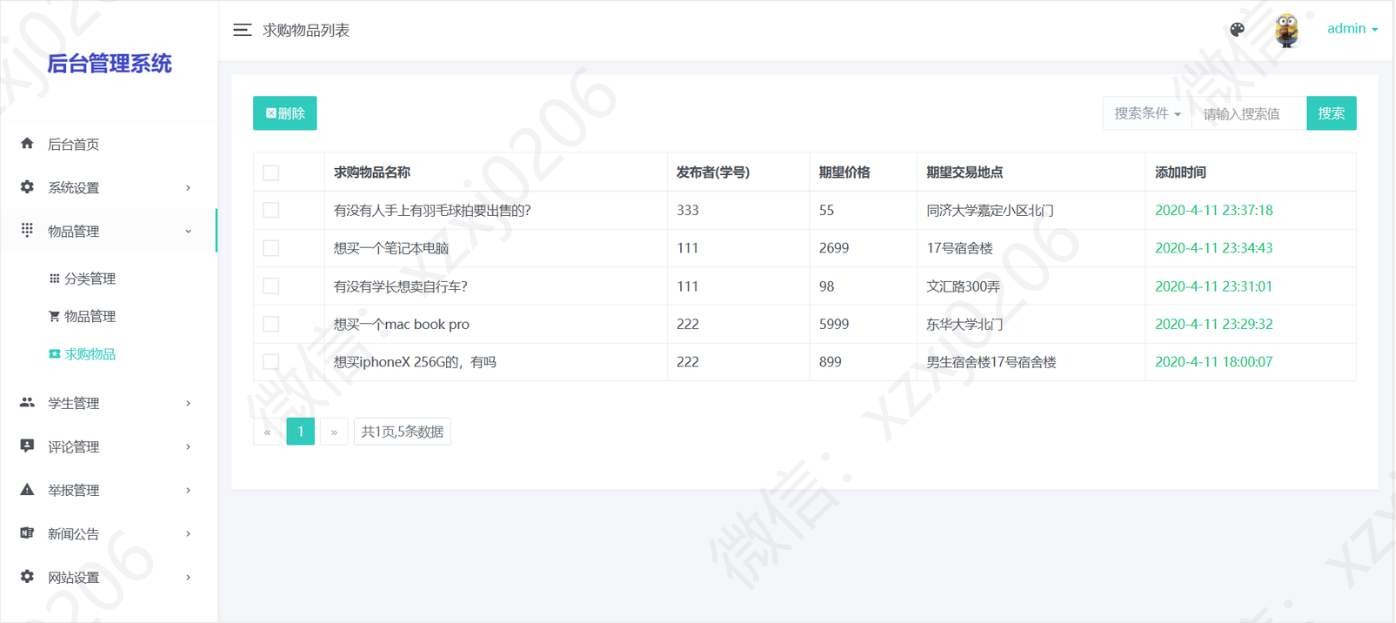 后台管理系统
求购物品列表
admin
后台首页
系统设置
物品管理
分类管理
物品管理
求购物品
学生管理
评论管理
举报管理
新闻公告
网站设置
删除
搜索条件 请输入搜索值 搜索
求购物品名称 发布者(学号) 期望价格 期望交易地点 添加时间
有没有人手上有羽毛球拍要出售的? 333 55 同济大学嘉定小区北门 2020-4-11 23:37:18
想买一个笔记本电脑 111 2699 17号宿舍楼 2020-4-11 23:34:43
有没有学长想卖自行车? 111 98 文汇路300弄 2020-4-11 23:31:01
想买一个mac book pro 222 5999 东华大学北门 2020-4-11 23:29:32
想买iphoneX 256G的，有吗 222 899 男生宿舍楼17号宿舍楼 2020-4-11 18:00:07
« 1 » 共1页,5条数据
微信：xzxj0206
微信：xzxj0206